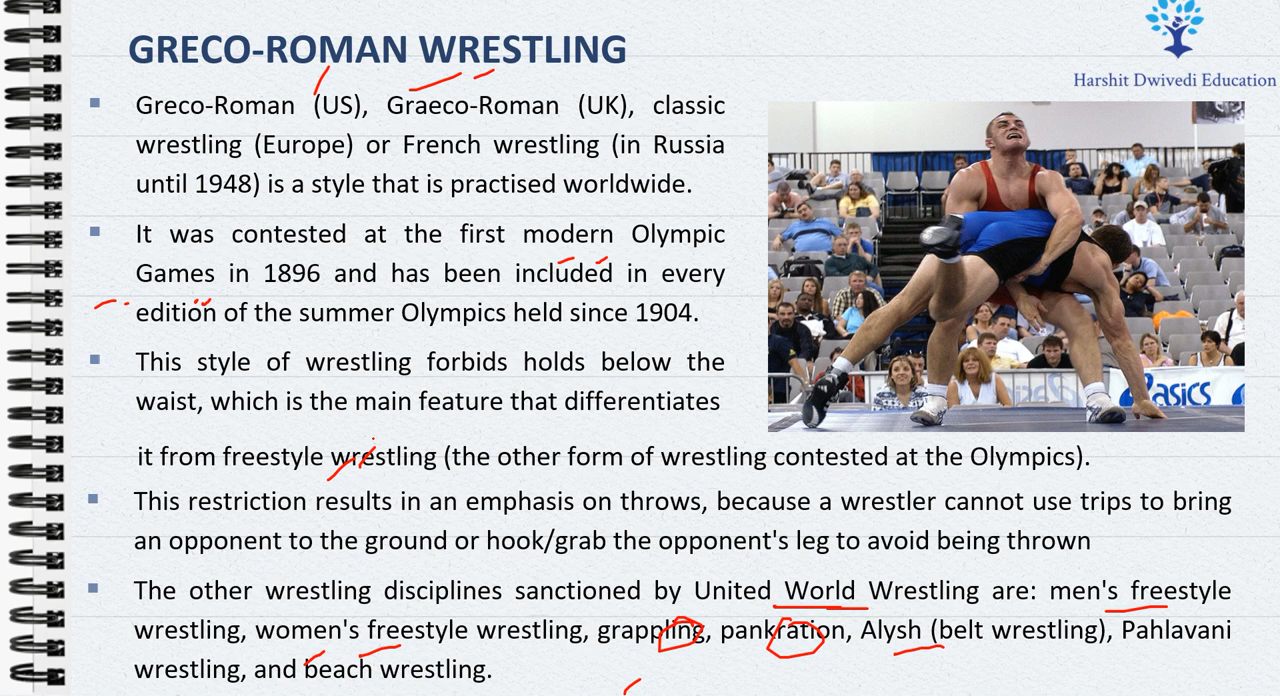 GRECO-ROMAN WRESTLING
Harshit Dwivedi Education
▪ Greco-Roman (US), Graeco-Roman (UK), classic
wrestling (Europe) or French wrestling (in Russia
until 1948) is a style that is practised worldwide.
▪ It was contested at the first modern Olympic
Games in 1896 and has been included in every
edition of the summer Olympics held since 1904.
▪ This style of wrestling forbids holds below the
waist, which is the main feature that differentiates
it from freestyle wrestling (the other form of wrestling contested at the Olympics).
▪ This restriction results in an emphasis on throws, because a wrestler cannot use trips to bring
an opponent to the ground or hook/grab the opponent's leg to avoid being thrown
▪ The other wrestling disciplines sanctioned by United World Wrestling are: men's freestyle
wrestling, women's freestyle wrestling, grappling, pankration, Alysh (belt wrestling), Pahlavani
wrestling, and beach wrestling.
asics